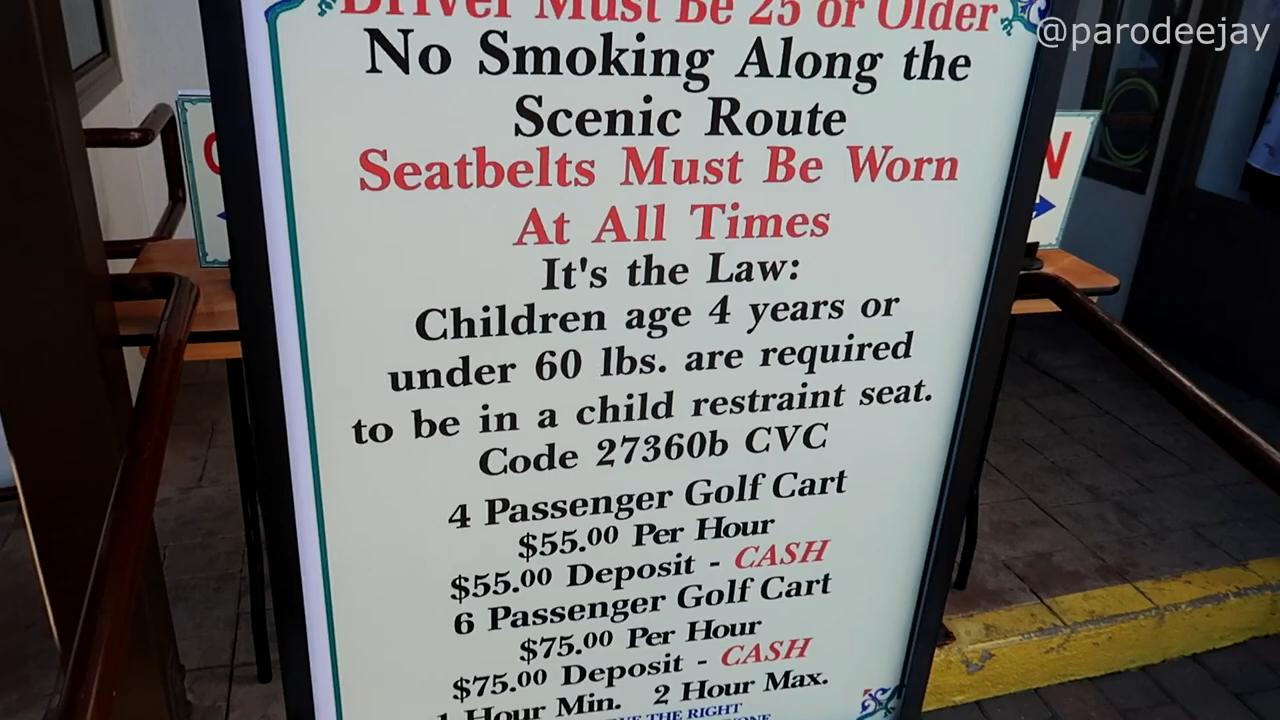 @parodeejay
Driver Must Be 25 or Older
No Smoking Along the
Scenic Route
Seatbelts Must Be Worn
At All Times
It's the Law:
Children age 4 years or
under 60 lbs. are required
to be in a child restraint seat.
Code 27360b CVC
4 Passenger Golf Cart
$55.00 Per Hour
$55.00 Deposit - CASH
6 Passenger Golf Cart
$75.00 Per Hour
$75.00 Deposit - CASH
1 Hour Min. 2 Hour Max.
THE RIGHT
N